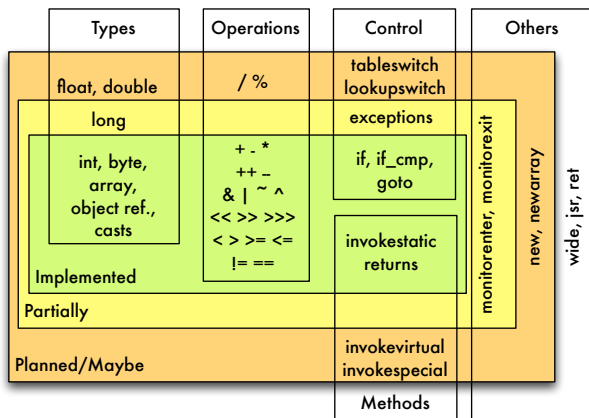 Types
Operations
Control
Others
float, double
/ %
tableswitch
lookupswitch
long
exceptions
int, byte,
array,
object ref.,
casts
+ - *
++ --
& | ~ ^
<< >> >>>
< > >= <=
!= ==
if, if_cmp,
goto
invokestatic
returns
monitorenter, monitorexit
new, newarray
wide, jsr, ret
Implemented
Partially
Planned/Maybe
invokevirtual
invokespecial
Methods